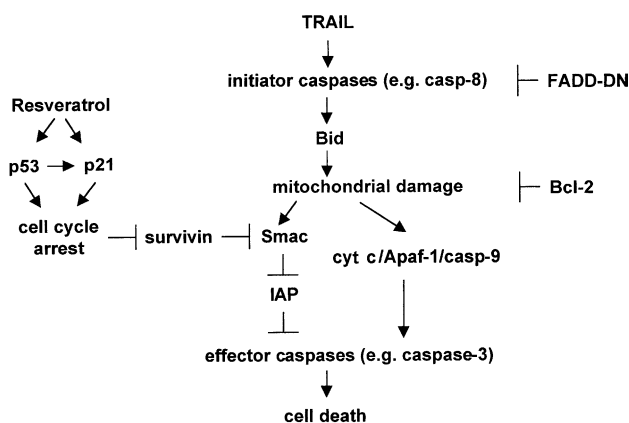 TRAIL
initiator caspases (e.g. casp-8)
FADD-DN
Resveratrol
Bid
p53
p21
mitochondrial damage
Bcl-2
cell cycle
arrest
survivin
Smac
cyt c/Apaf-1/casp-9
IAP
effector caspases (e.g. caspase-3)
cell death